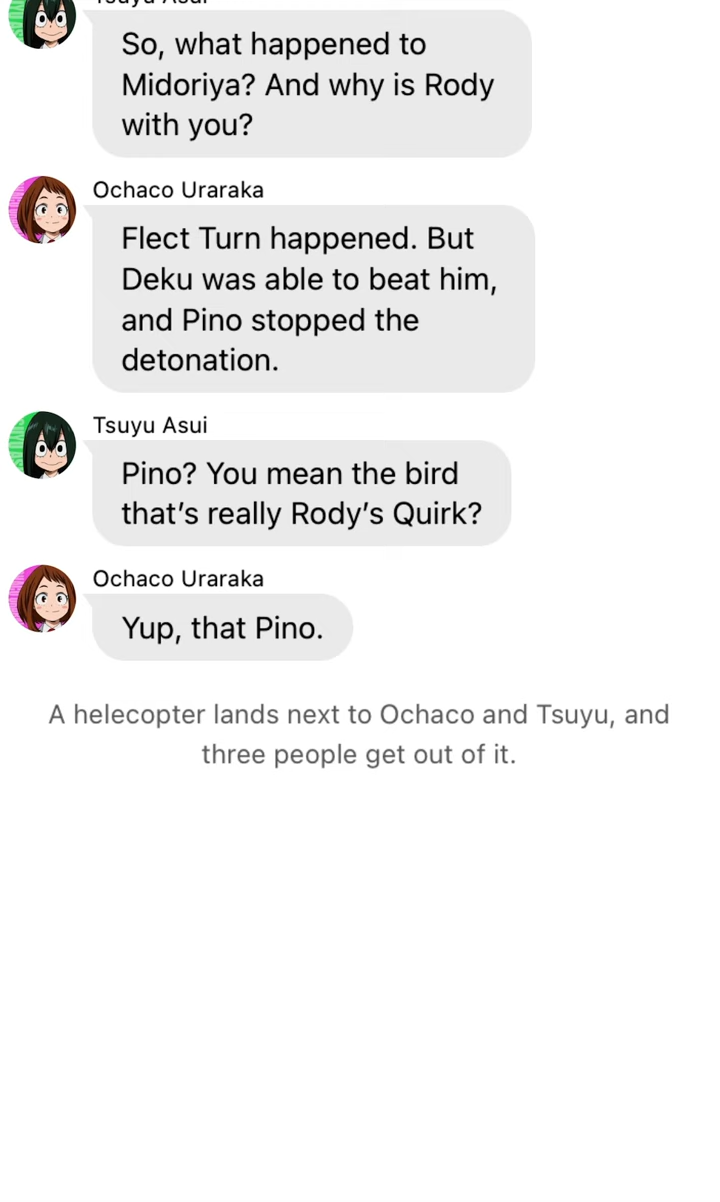 Tsuyu Asui
So, what happened to
Midoriya? And why is Rody
with you?
Ochaco Uraraka
Flect Turn happened. But
Deku was able to beat him,
and Pino stopped the
detonation.
Tsuyu Asui
Pino? You mean the bird
that’s really Rody’s Quirk?
Ochaco Uraraka
Yup, that Pino.
A helecopter lands next to Ochaco and Tsuyu, and
three people get out of it.